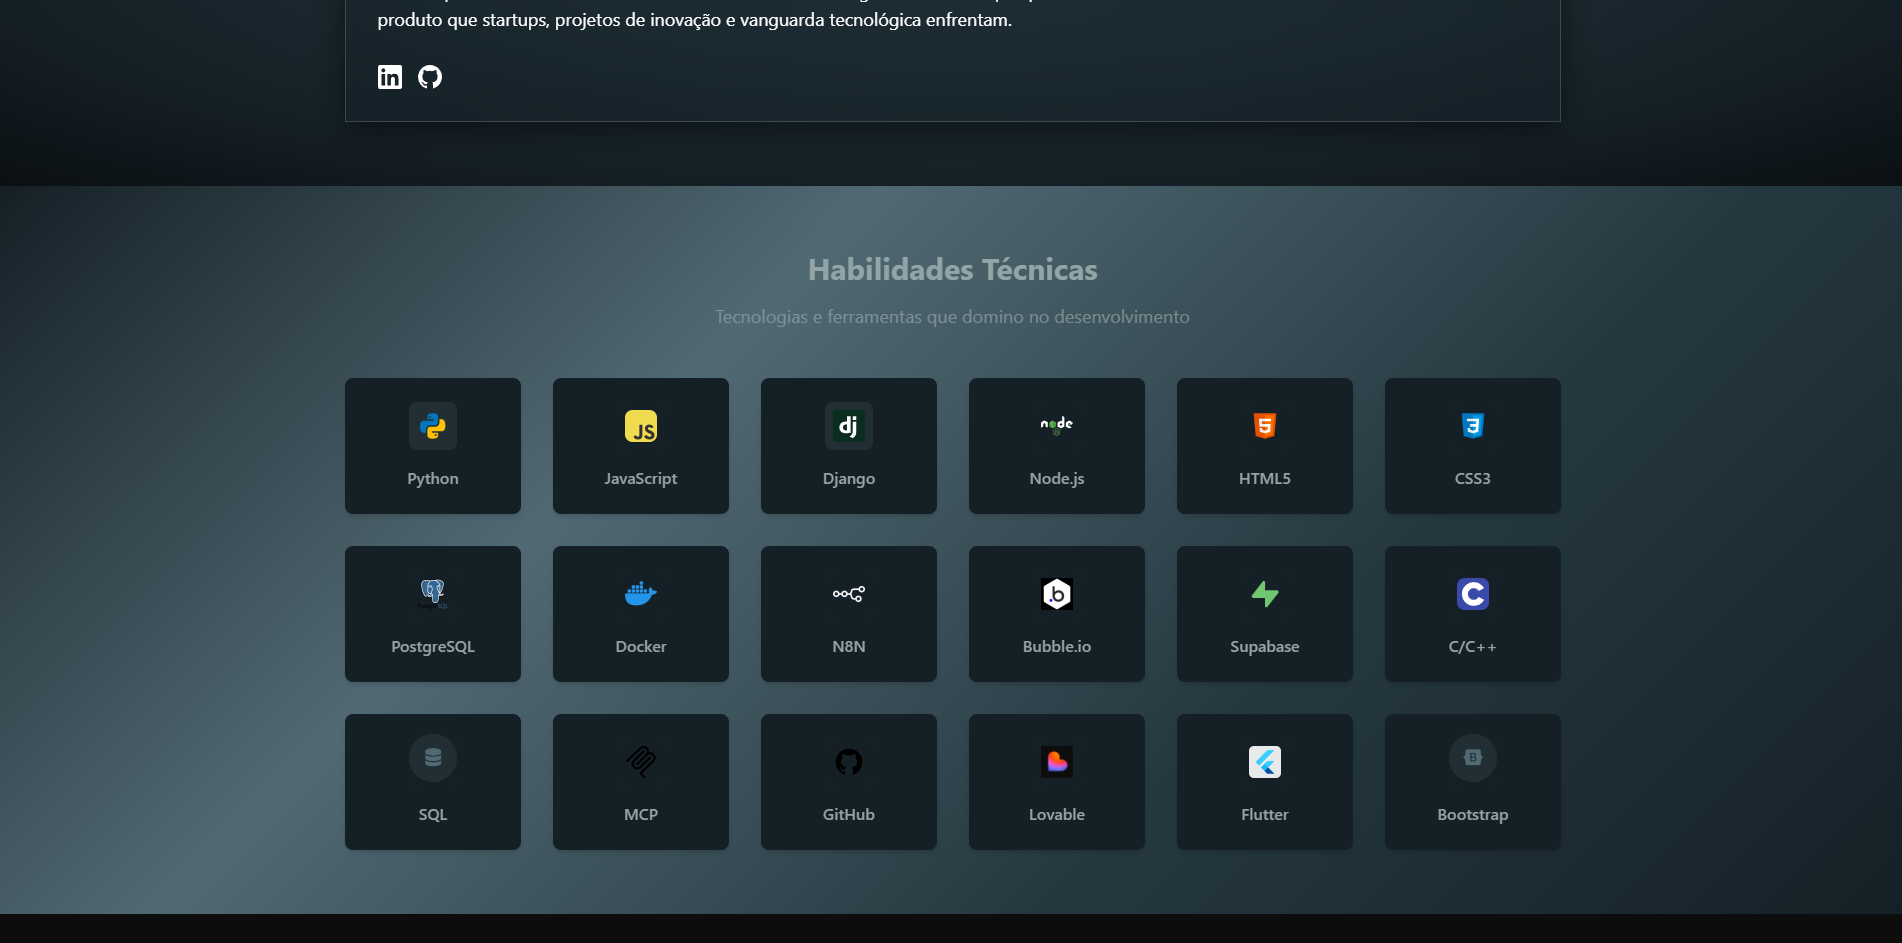 produto que startups, projetos de inovação e vanguarda tecnológica enfrentam.
in
Habilidades Técnicas
Tecnologias e ferramentas que domino no desenvolvimento
JS
dj
node
5
3
Python
JavaScript
Django
Node.js
HTML5
CSS3
b
C
PostgreSQL
Docker
N8N
Bubble.io
Supabase
C/C++
B
SQL
MCP
GitHub
Lovable
Flutter
Bootstrap